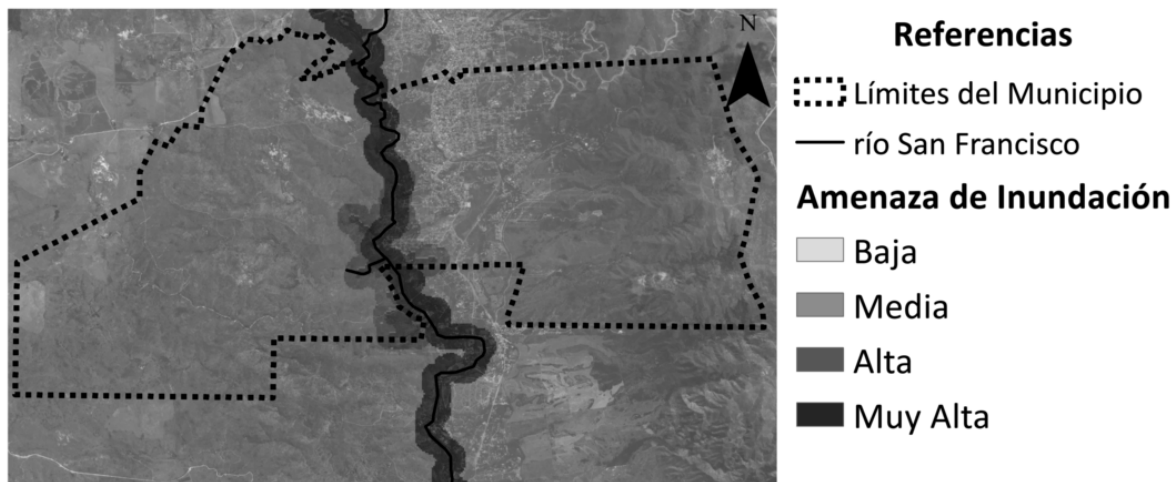 N
Referencias
Límites del Municipio
río San Francisco
Amenaza de Inundación
Baja
Media
Alta
Muy Alta